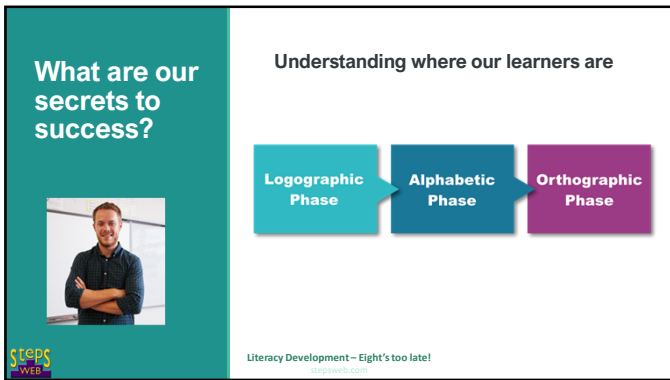 What are our
secrets to
success?
Understanding where our learners are
Logographic
Phase
Alphabetic
Phase
Orthographic
Phase
steps
WEB
Literacy Development – Eight's too late!
stepsweb.com